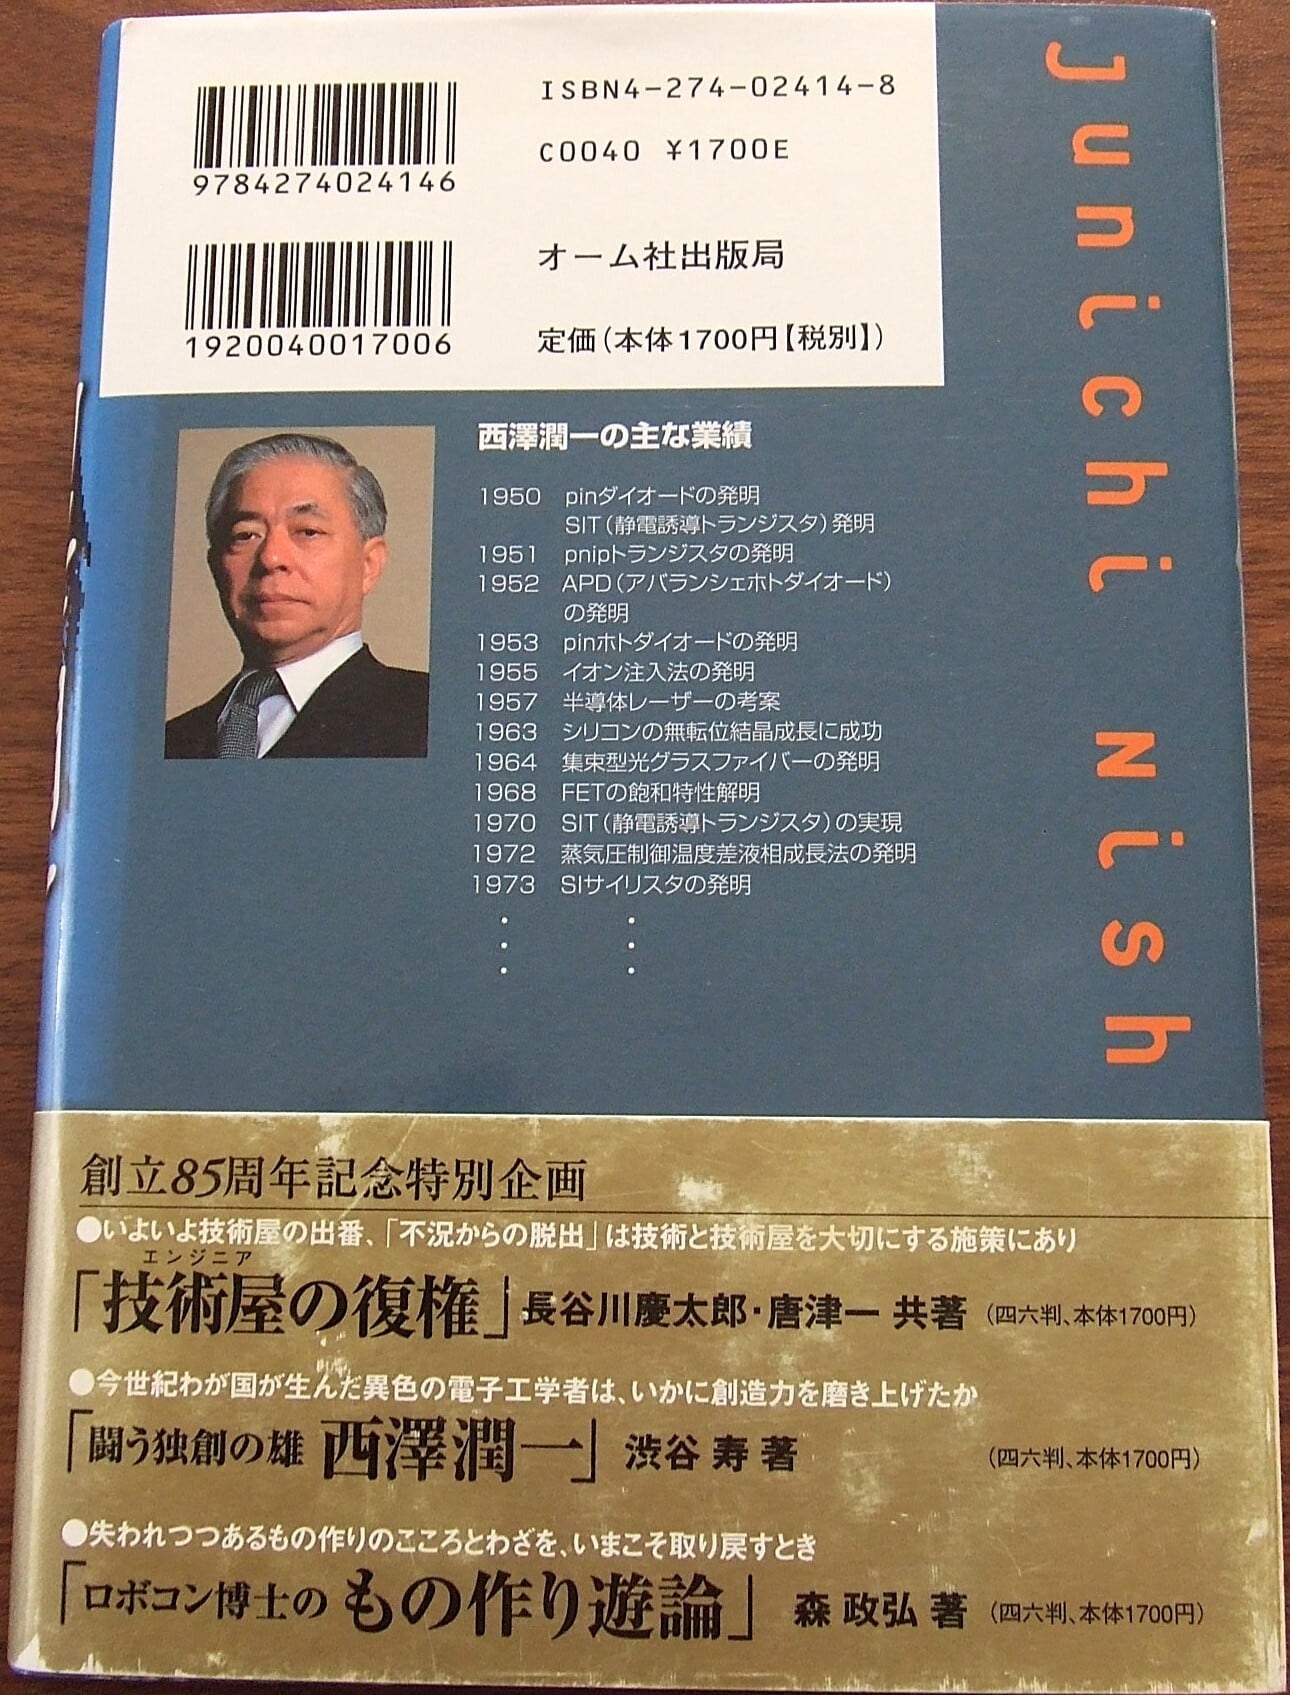 ISBN4-274-02414-8
C0040 ¥1700E
9784274024146
オーム社出版局
1920040017006
定価(本体1700円【税別】)
Junichi Nish
西澤潤一の主な業績
1950 pinダイオードの発明
SIT(静電誘導トランジスタ)発明
1951 pnipトランジスタの発明
1952 APD(アバランシェホトダイオード)
の発明
1953 pinホトダイオードの発明
1955 イオン注入法の発明
1957 半導体レーザーの考案
1963 シリコンの無転位結晶成長に成功
1964 集束型光グラスファイバーの発明
1968 FETの飽和特性解明
1970 SIT(静電誘導トランジスタ)の実現
1972 蒸気圧制御温度差液相成長法の発明
1973 SIサイリスタの発明
創立85周年記念特別企画
●いよいよ技術屋の出番、「不況からの脱出」は技術と技術屋を大切にする施策にあり
エンジニア
「技術屋の復権」長谷川慶太郎・唐津一 共著 (四六判、本体1700円)
●今世紀わが国が生んだ異色の電子工学者は、いかに創造力を磨き上げたか
「闘う独創の雄 西澤潤一」 渋谷 寿 著 (四六判、本体1700円)
●失われつつあるもの作りのこころとわざを、いまこそ取り戻すとき
「ロボコン博士の もの作り遊論」 森 政弘 著 (四六判、本体1700円)